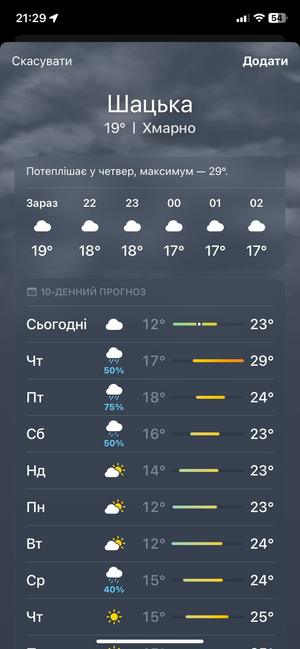 21:29 54
Скасувати Додати
Шацька
19° | Хмарно
Потеплішає у четвер, максимум — 29°.
Зараз 22 23 00 01 02
19° 18° 18° 17° 17° 17°
10-ДЕННИЙ ПРОГНОЗ
Сьогодні 12° 23°
Чт 50% 17° 29°
Пт 75% 18° 24°
Сб 50% 16° 23°
Нд 14° 23°
Пн 12° 23°
Вт 12° 24°
Ср 40% 15° 24°
Чт 15° 25°